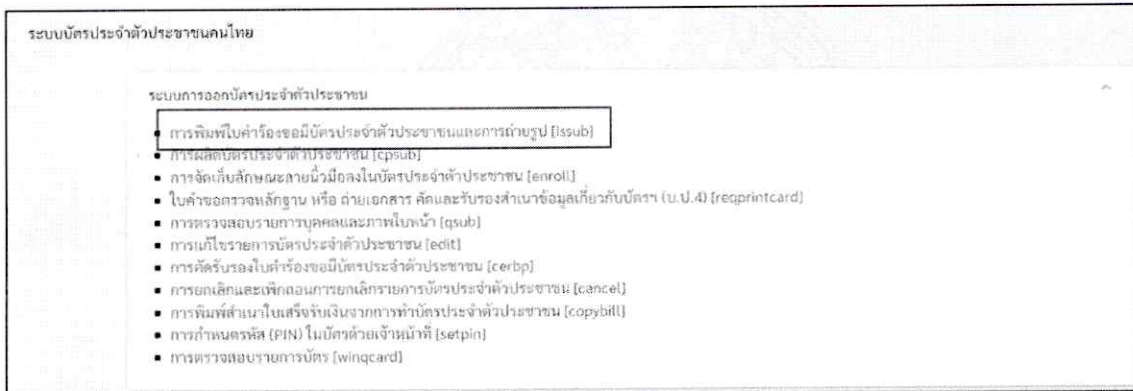 ระบบบัตรประจำตัวประชาชนคนไทย
ระบบการออกบัตรประจำตัวประชาชน
การพิมพ์ใบคำร้องขอมีบัตรประจำตัวประชาชนและการถ่ายรูป [issub]
การผลิตบัตรประจำตัวประชาชน [cpsub]
การจัดเก็บลักษณะลายนิ้วมือลงในบัตรประจำตัวประชาชน [enroll]
ใบคำขอตรวจหลักฐาน หรือ ถ่ายเอกสาร คัดและรับรองสำเนาข้อมูลเกี่ยวกับบัตรฯ (บ.ป.4) [reqprintcard]
การตรวจสอบรายการบุคคลและภาพใบหน้า [qsub]
การแก้ไขรายการบัตรประจำตัวประชาชน [edit]
การคัดรับรองใบคำร้องขอมีบัตรประจำตัวประชาชน [cerbp]
การยกเลิกและเพิกถอนการยกเลิกรายการบัตรประจำตัวประชาชน [cancel]
การพิมพ์สำเนาใบเสร็จรับเงินจากการทำบัตรประจำตัวประชาชน [copybill]
การกำหนดรหัส (PIN) ในบัตรด้วยเจ้าหน้าที่ [setpin]
การตรวจสอบรายการบัตร [winqcard]